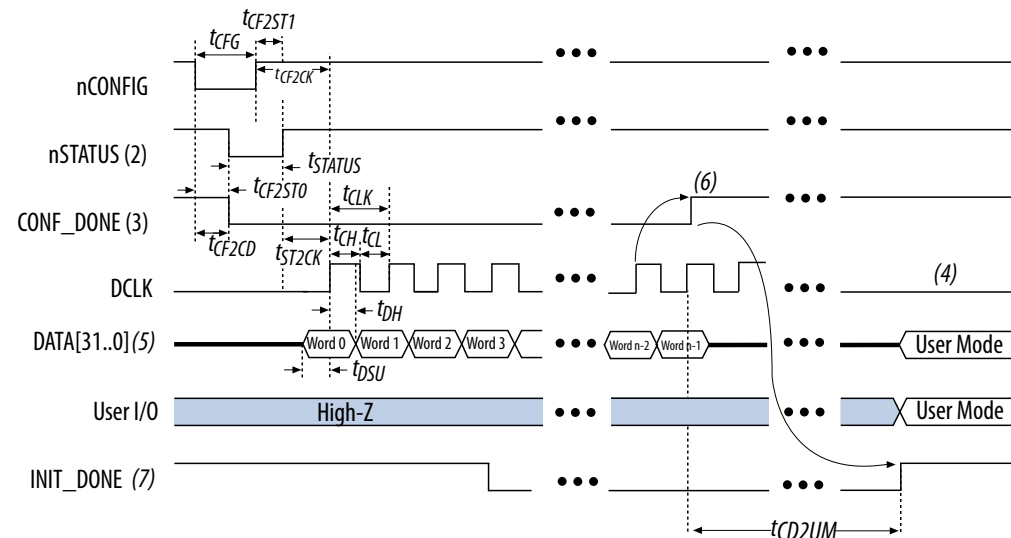 tCF2ST1
tCFG
tCF2CK
nCONFIG
nSTATUS (2)
tSTATUS
tCF2ST0
tCLK
(6)
CONF_DONE (3)
tCF2CD
tST2CK
tCH tCL
DCLK
(4)
tDH
DATA[31..0](5)
Word 0 Word 1 Word 2 Word 3
Word n-2 Word n-1
User Mode
tDSU
User I/O
High-Z
User Mode
INIT_DONE (7)
tCD2UM